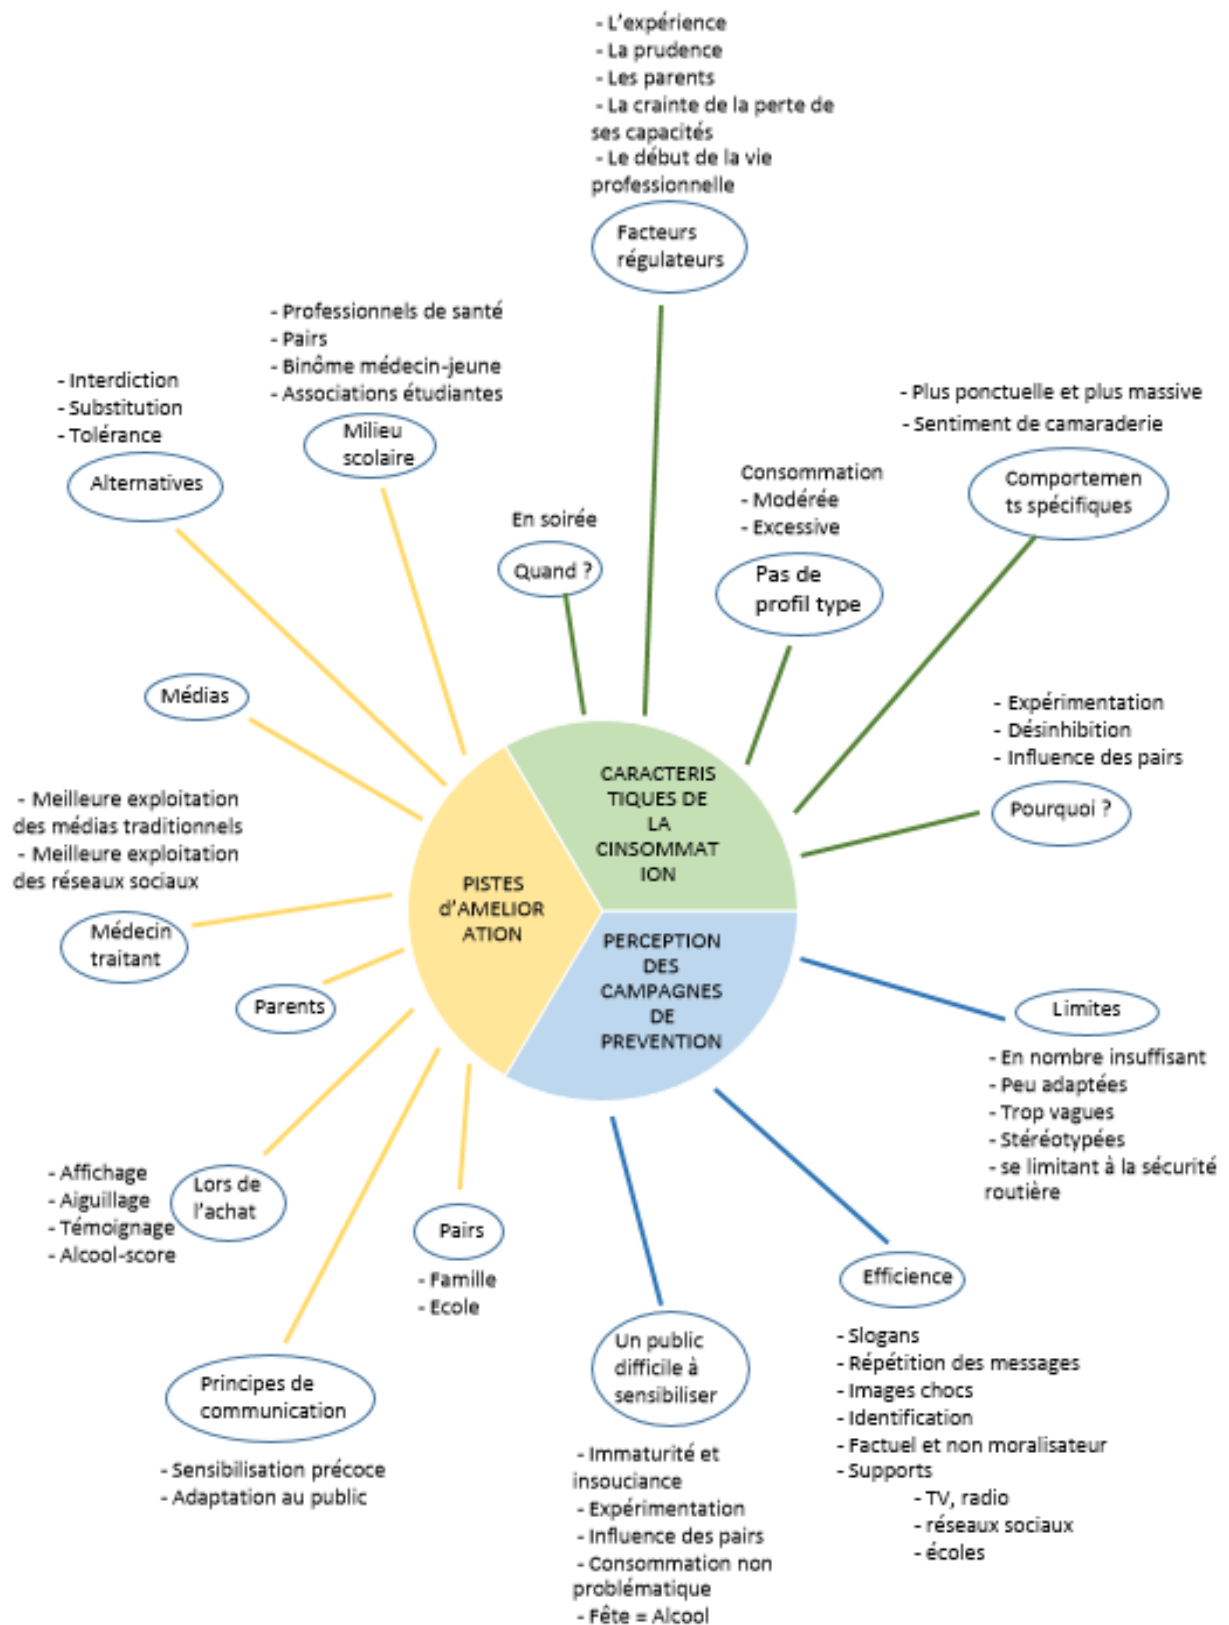 - L'expérience
- La prudence
- Les parents
- La crainte de la perte de
ses capacités
- Le début de la vie
professionnelle
Facteurs
régulateurs
- Professionnels de santé
- Pairs
- Binôme médecin-jeune
- Associations étudiantes
Milieu
scolaire
- Interdiction
- Substitution
- Tolérance
Alternatives
- Plus ponctuelle et plus massive
- Sentiment de camaraderie
Comportemen
ts spécifiques
Consommation
- Modérée
- Excessive
Pas de
profil type
En soirée
Quand ?
Médias
- Expérimentation
- Désinhibition
- Influence des pairs
Pourquoi ?
CARACTERIS
TIQUES DE
LA
CINSOMMAT
ION
- Meilleure exploitation
des médias traditionnels
- Meilleure exploitation
des réseaux sociaux
Médecin
traitant
PISTES
d'AMELIOR
ATION
PERCEPTION
DES
CAMPAGNES
DE
PREVENTION
Parents
Limites
- En nombre insuffisant
- Peu adaptées
- Trop vagues
- Stéréotypées
- se limitant à la sécurité
routière
- Affichage
- Aiguillage
- Témoignage
- Alcool-score
Lors de
l'achat
Pairs
- Famille
- Ecole
Efficience
- Slogans
- Répétition des messages
- Images chocs
- Identification
- Factuel et non moralisateur
- Supports
- TV, radio
- réseaux sociaux
- écoles
Un public
difficile à
sensibiliser
- Immaturité et
insouciance
- Expérimentation
- Influence des pairs
- Consommation non
problématique
- Fête = Alcool
Principes de
communication
- Sensibilisation précoce
- Adaptation au public